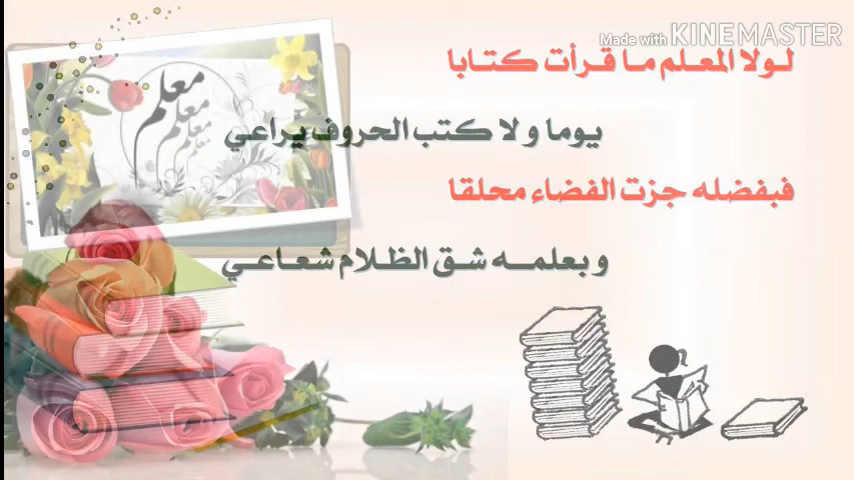 Made with KINEMASTER
لولا المعلم ما قرأت كتابا
يوما ولا كتب الحروف يراعي
فبفضله جزت الفضاء محلقا
وبعلمه شق الظلام شعاعي
معلم
معلم
معلم